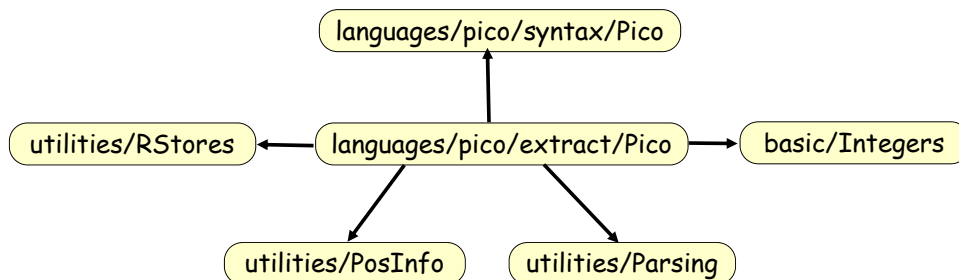 languages/pico/syntax/Pico
utilities/RStores
languages/pico/extract/Pico
basic/Integers
utilities/PosInfo
utilities/Parsing